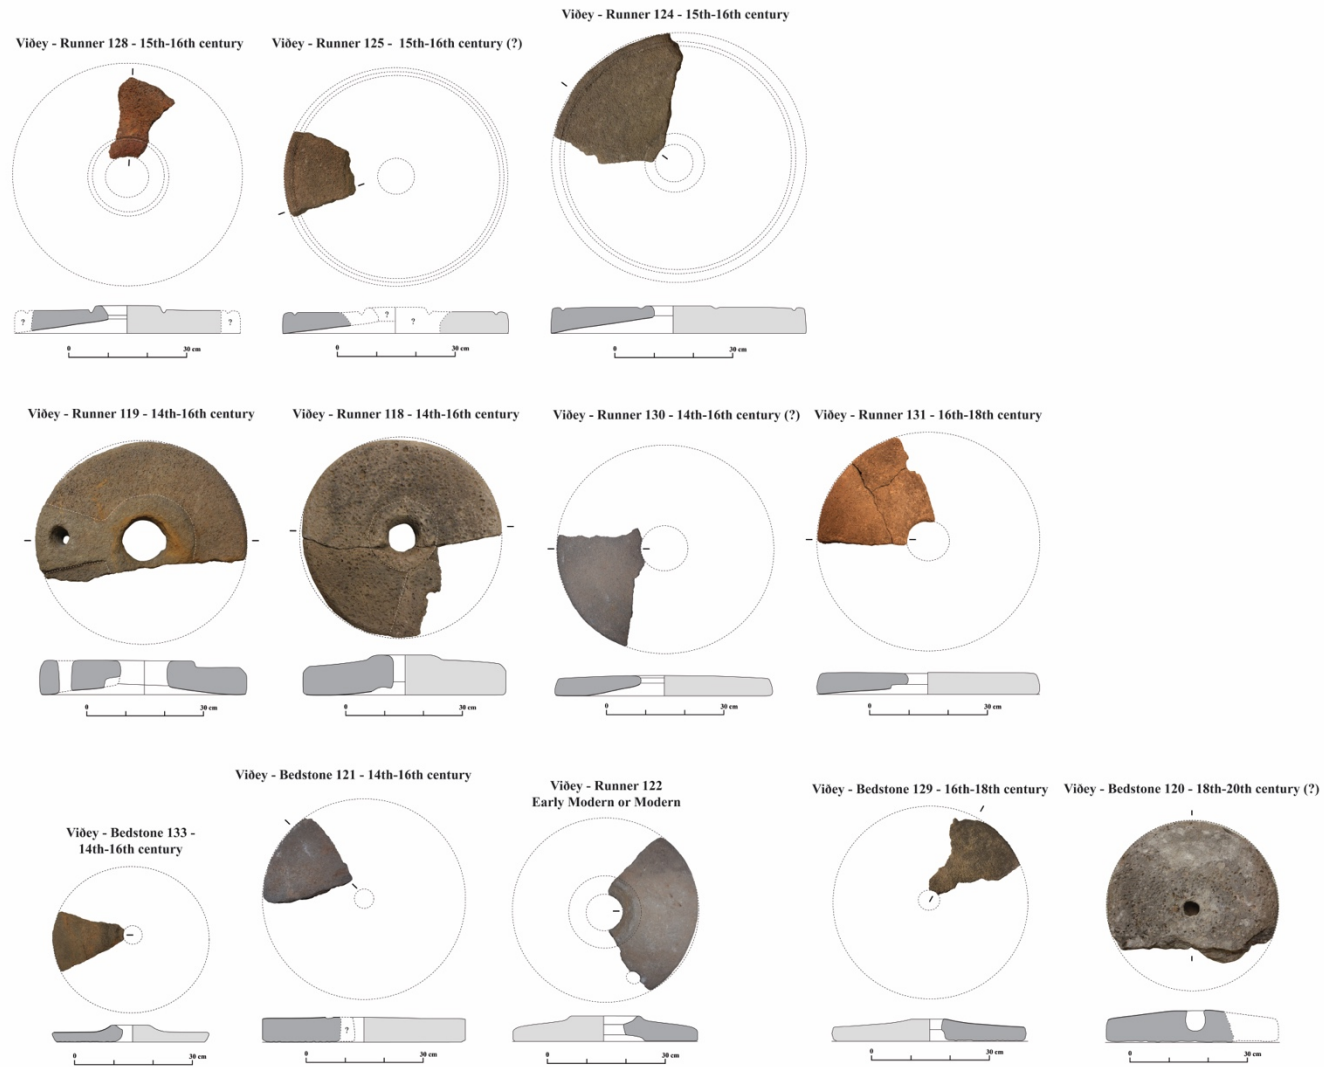 Viðey - Runner 124 - 15th-16th century
Viðey - Runner 128 - 15th-16th century
Viðey - Runner 125 - 15th-16th century (?)
? ?
? ?
0 30 cm
0 30 cm
0 30 cm
Viðey - Runner 119 - 14th-16th century
Viðey - Runner 118 - 14th-16th century
Viðey - Runner 130 - 14th-16th century (?)
Viðey - Runner 131 - 16th-18th century
0 30 cm
0 30 cm
0 30 cm
0 30 cm
Viðey - Bedstone 133 -
14th-16th century
Viðey - Bedstone 121 - 14th-16th century
Viðey - Runner 122
Early Modern or Modern
Viðey - Bedstone 129 - 16th-18th century
Viðey - Bedstone 120 - 18th-20th century (?)
?
0 30 cm
0 30 cm
0 30 cm
0 30 cm
0 30 cm